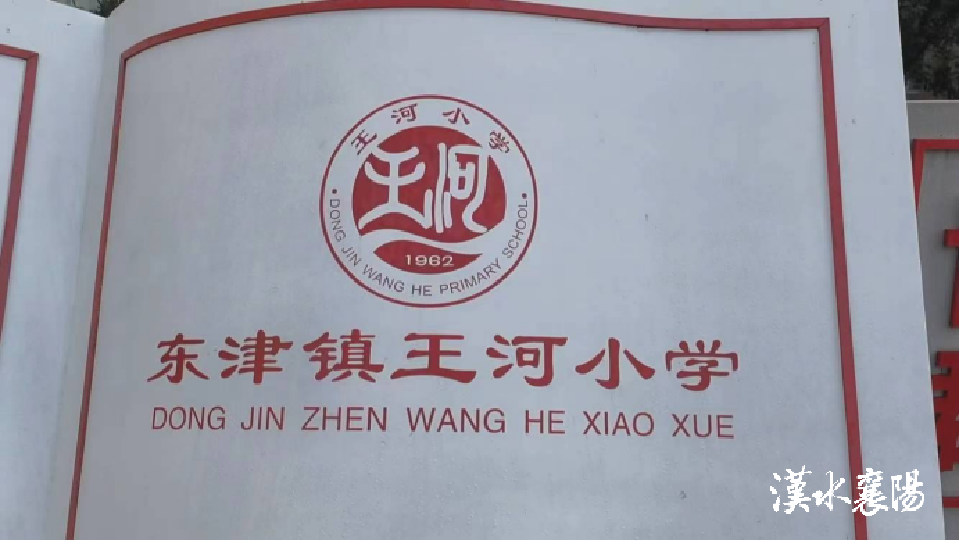 王河小学
王河
1962
·DONG JIN WANG HE PRIMARY SCHOOL·
东津镇王河小学
DONG JIN ZHEN WANG HE XIAO XUE
漢水襄陽